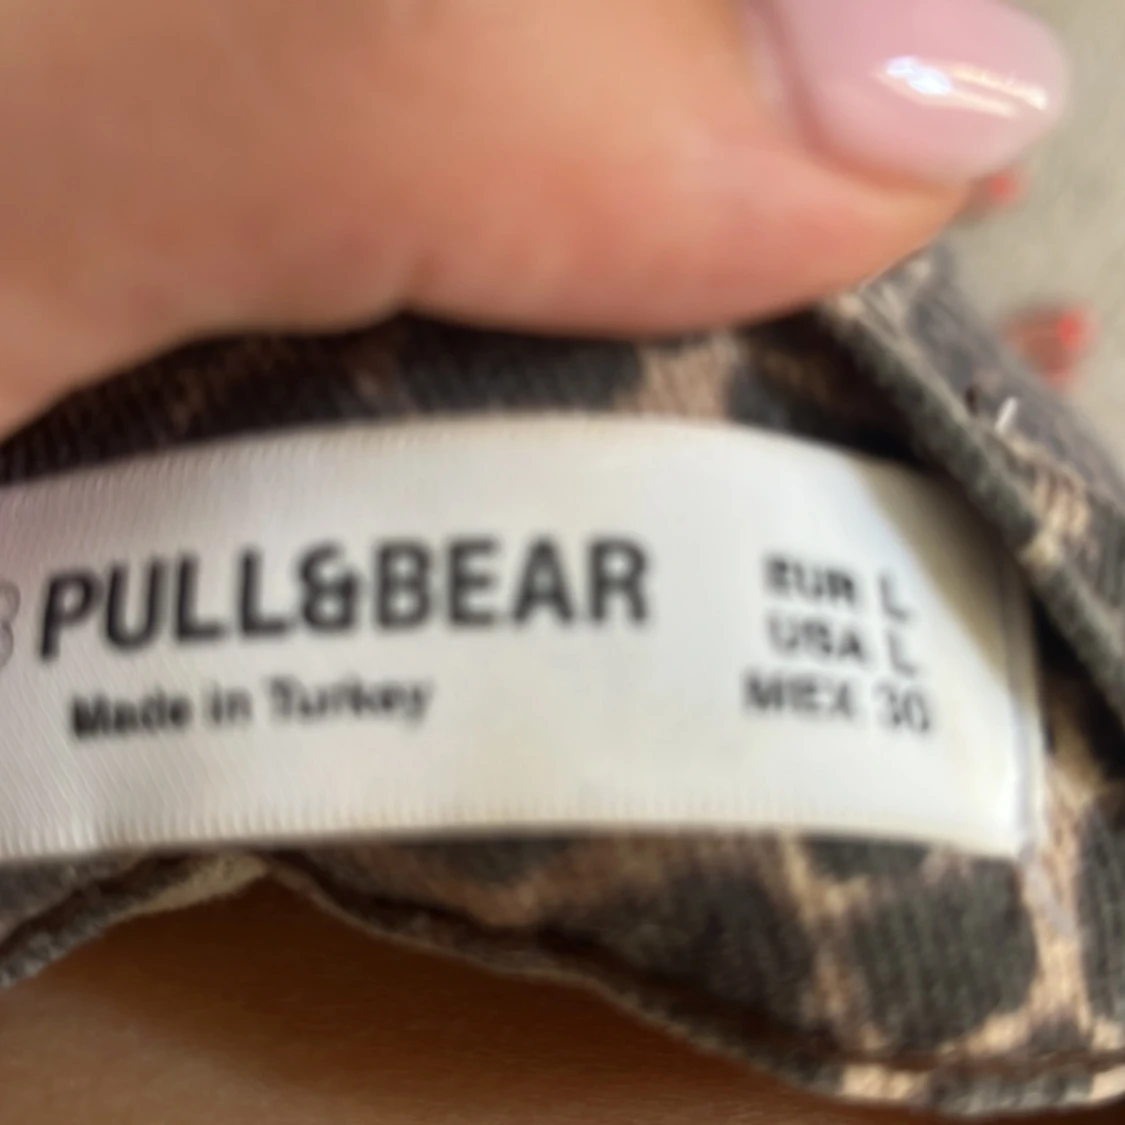 PULL&BEAR
Made in Turkey
EUR L
USA L
MEX 30